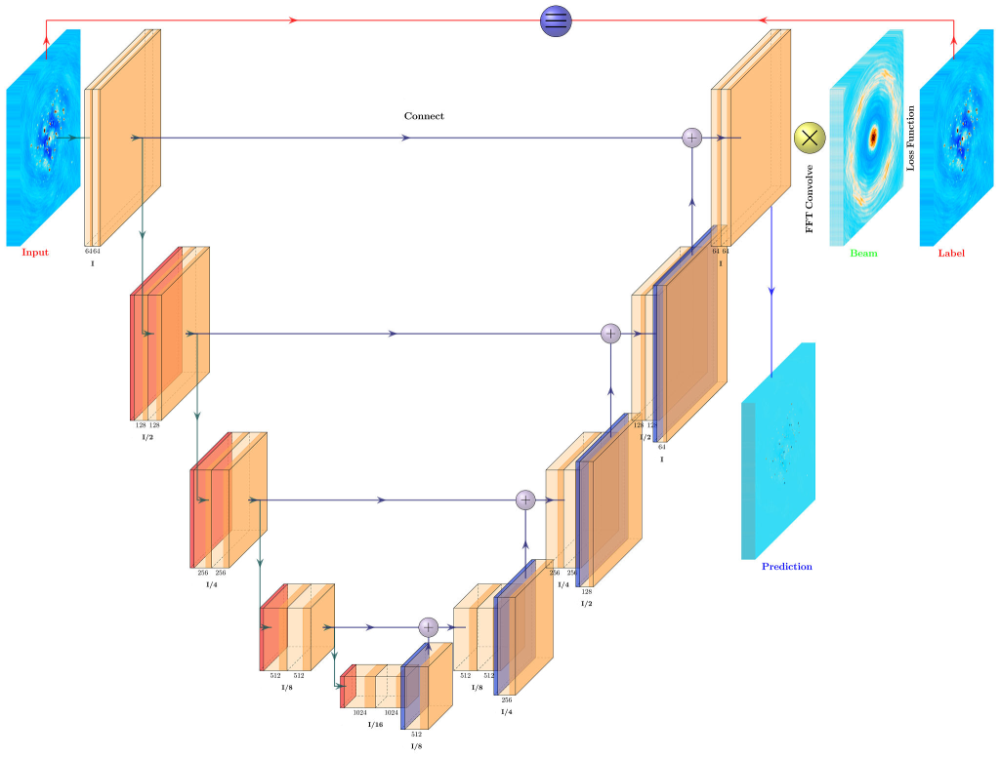 Connect
Input
64 64
I
FFT Convolve
Beam
Loss Function
Label
64 64
I
128 128
I/2
128 128
I/2
64
I
256 256
I/4
256 256
I/4
128
I/2
Prediction
512 512
I/8
512 512
I/8
256
I/4
1024 1024
I/16
512
I/8